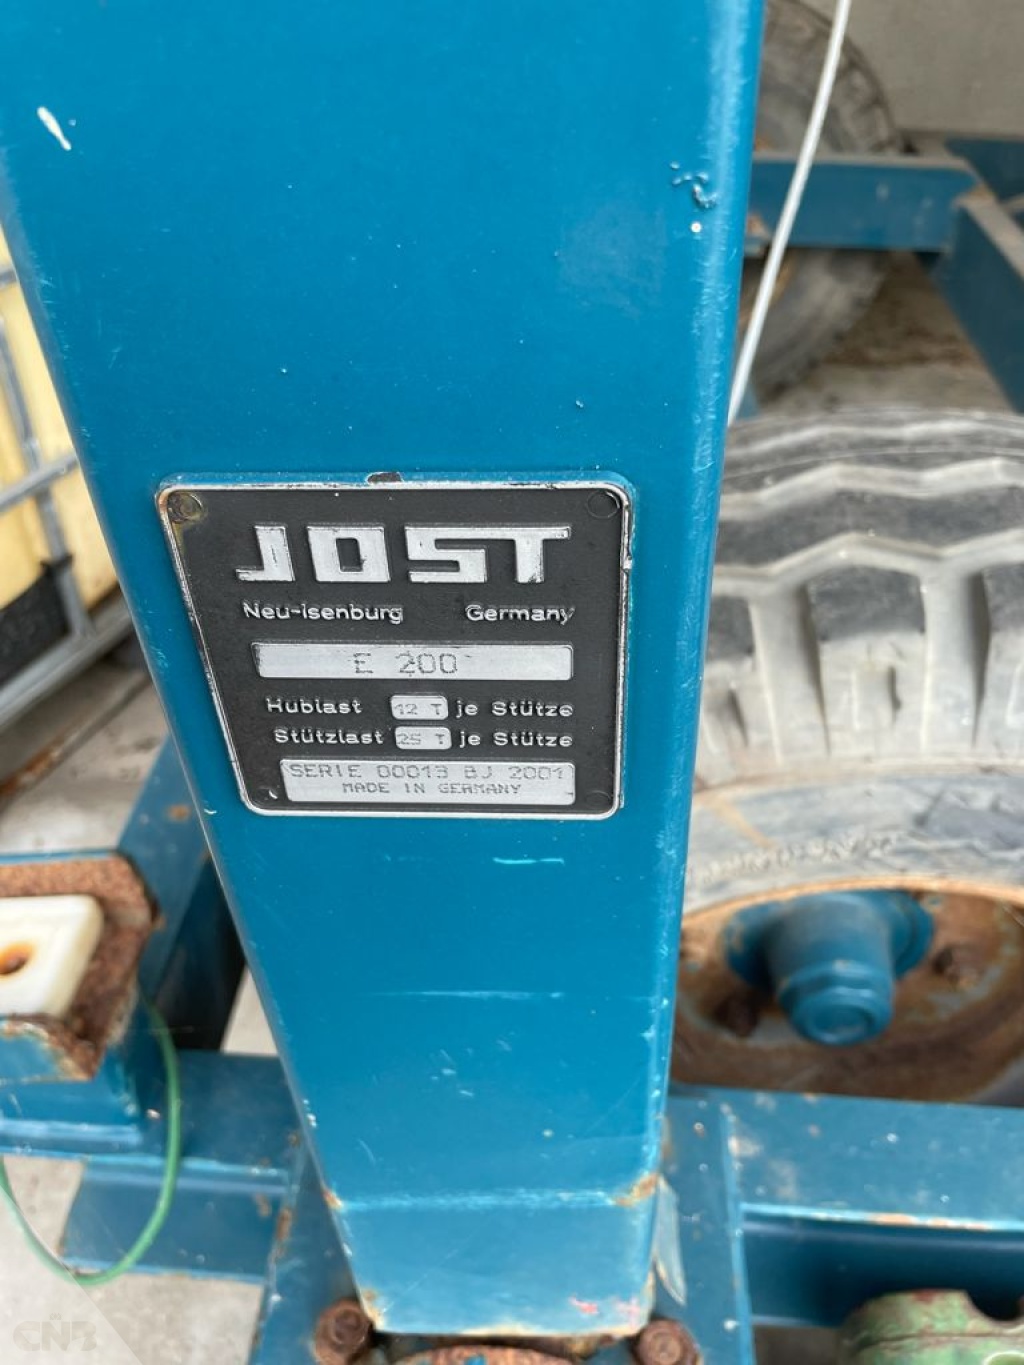 JOST
Neu-Isenburg Germany
E 200
Hublast 12 T je Stütze
Stützlast 25 T je Stütze
SERIE 00013 BJ 2001
MADE IN GERMANY
CNB